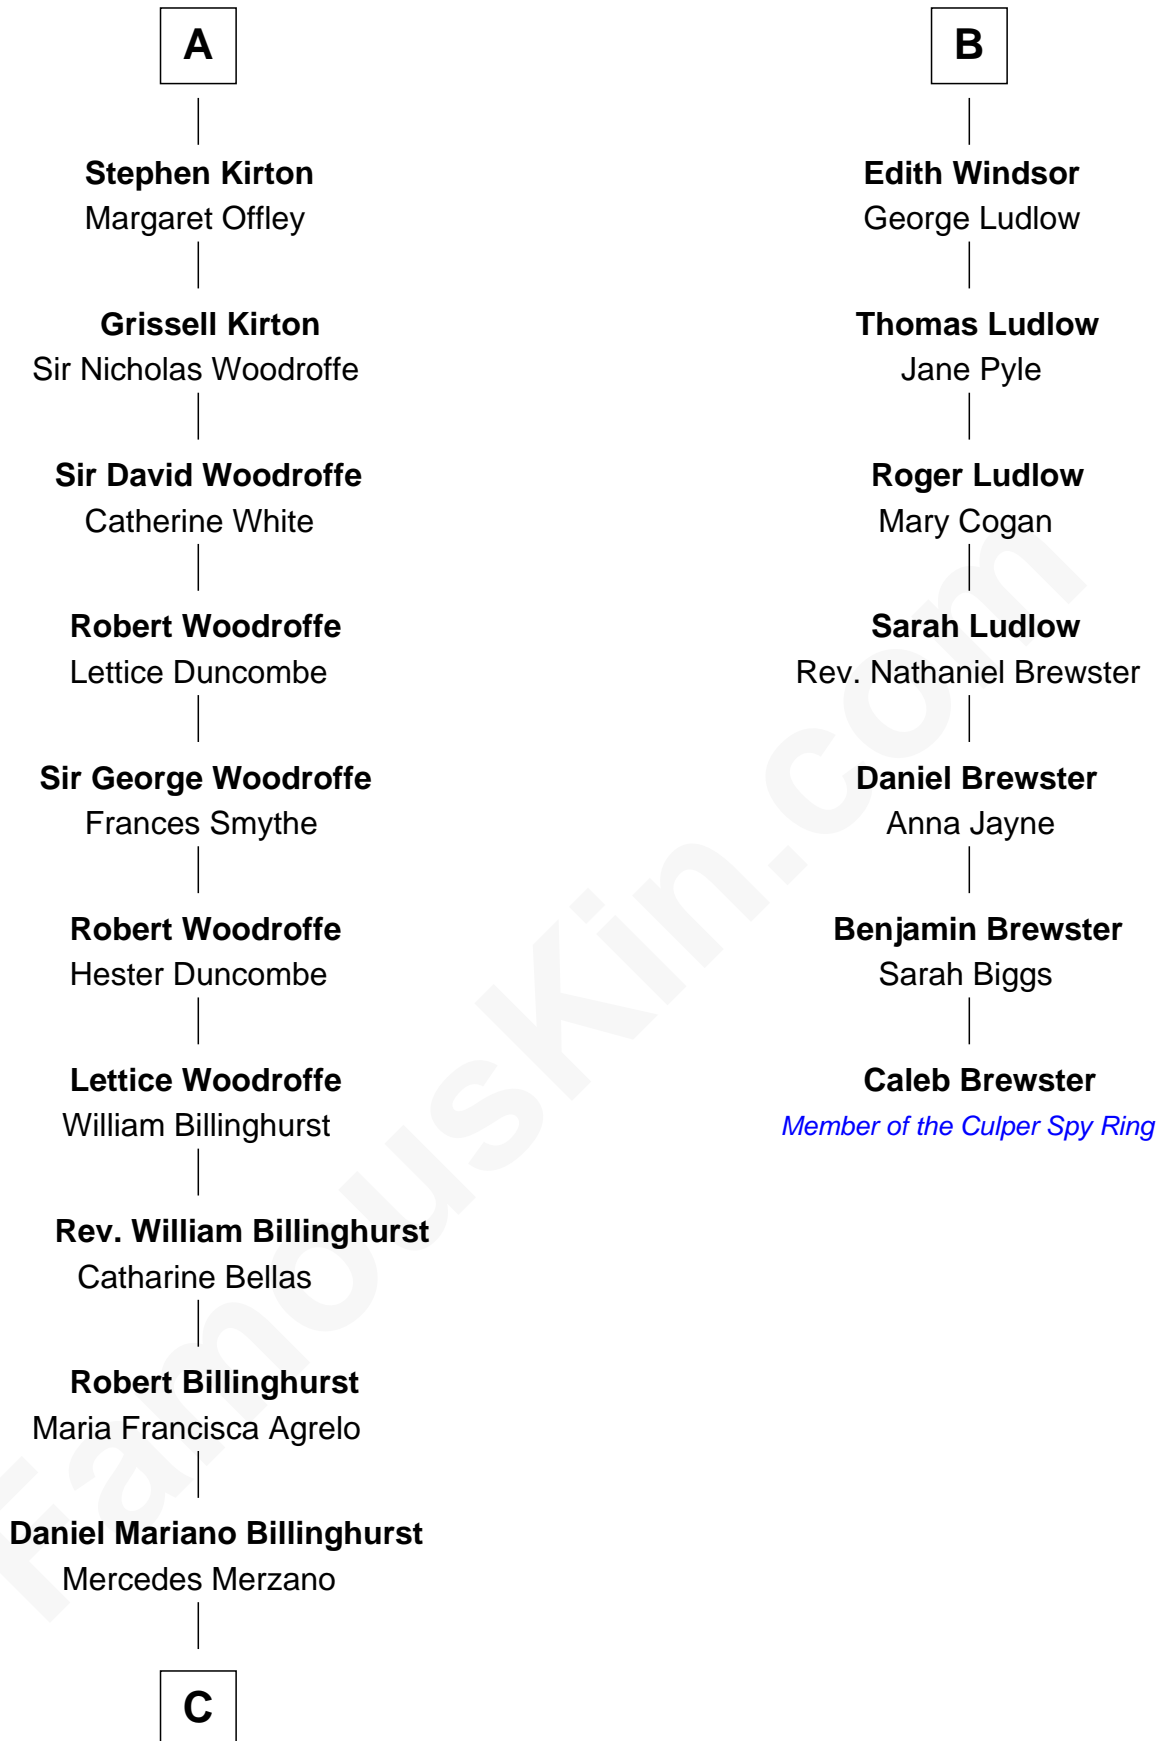 A
Stephen Kirton
Margaret Offley
Grissell Kirton
Sir Nicholas Woodroffe
Sir David Woodroffe
Catherine White
Robert Woodroffe
Lettice Duncombe
Sir George Woodroffe
Frances Smythe
Robert Woodroffe
Hester Duncombe
Lettice Woodroffe
William Billinghurst
Rev. William Billinghurst
Catharine Bellas
Robert Billinghurst
Maria Francisca Agrelo
Daniel Mariano Billinghurst
Mercedes Merzano
C
B
Edith Windsor
George Ludlow
Thomas Ludlow
Jane Pyle
Roger Ludlow
Mary Cogan
Sarah Ludlow
Rev. Nathaniel Brewster
Daniel Brewster
Anna Jayne
Benjamin Brewster
Sarah Biggs
Caleb Brewster
Member of the Culper Spy Ring
FamousKin.com